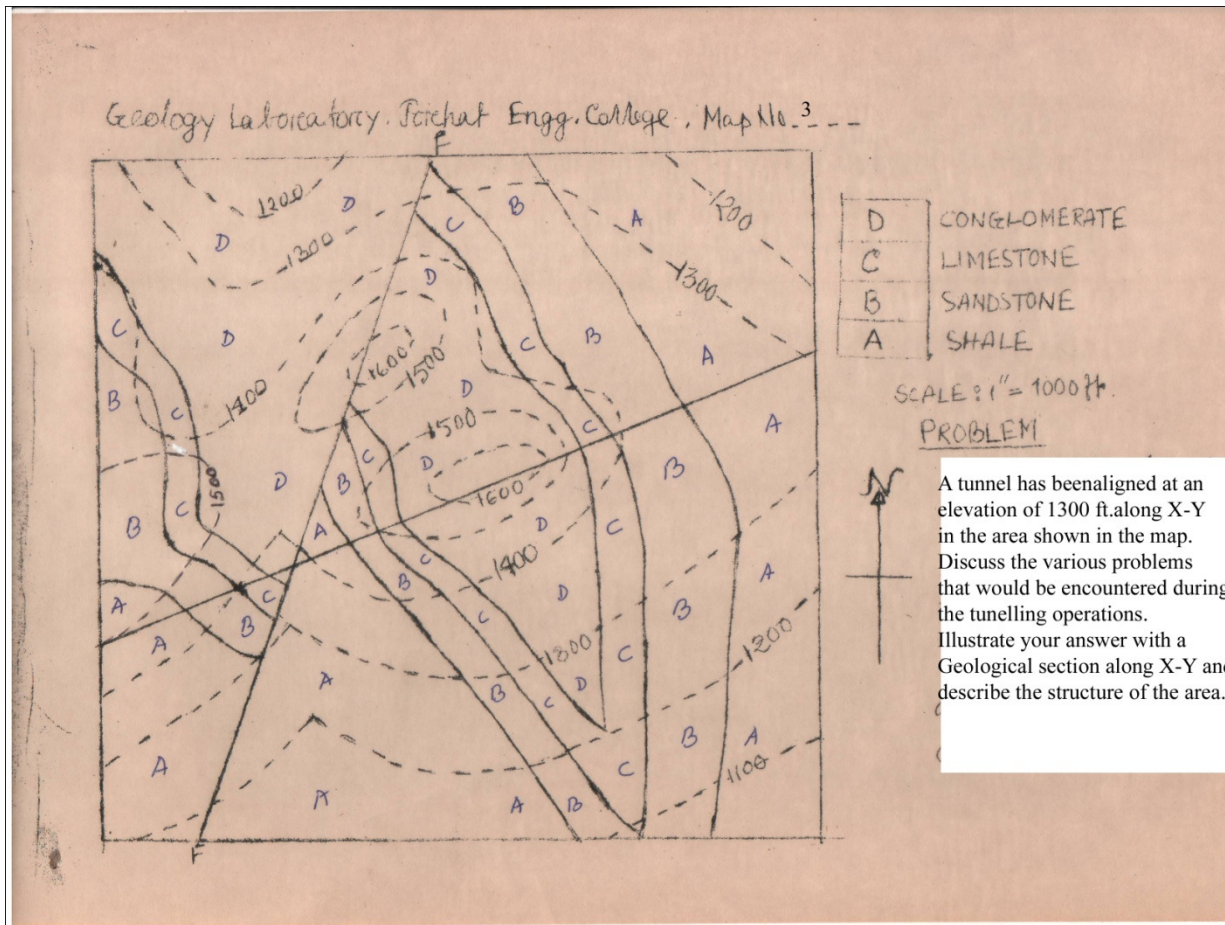 Geology Laboratory. Jorhat Engg. College. Map No. 3
F
1200
D
B
A
1200
D
C
1300
D
1300
D CONGLOMERATE
C LIMESTONE
B SANDSTONE
A SHALE
SCALE : 1" = 1000 ft.
PROBLEM
N
A tunnel has beenaligned at an
elevation of 1300 ft.along X-Y
in the area shown in the map.
Discuss the various problems
that would be encountered during
the tunelling operations.
Illustrate your answer with a
Geological section along X-Y and
describe the structure of the area.
C
D
B
C
A
1600
1500
B
C
1400
D
1500
D
C
B
A
1500
D
B
C
1600
B
C
A
C
D
C
1400
A
B
D
B
A
A
C
B
1300
C
1200
A
A
B
C
D
B
A
A
A
A
B
C
1100
F